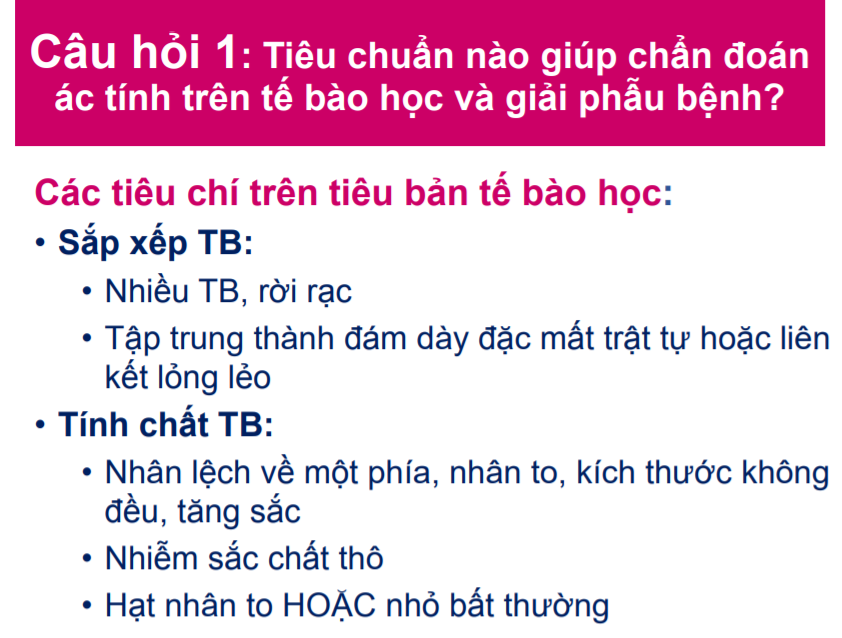 Câu hỏi 1: Tiêu chuẩn nào giúp chẩn đoán
ác tính trên tế bào học và giải phẫu bệnh?
Các tiêu chí trên tiêu bản tế bào học:
• Sắp xếp TB:
• Nhiều TB, rời rạc
• Tập trung thành đám dày đặc mất trật tự hoặc liên
kết lỏng lẻo
• Tính chất TB:
• Nhân lệch về một phía, nhân to, kích thước không
đều, tăng sắc
• Nhiễm sắc chất thô
• Hạt nhân to HOẶC nhỏ bất thường